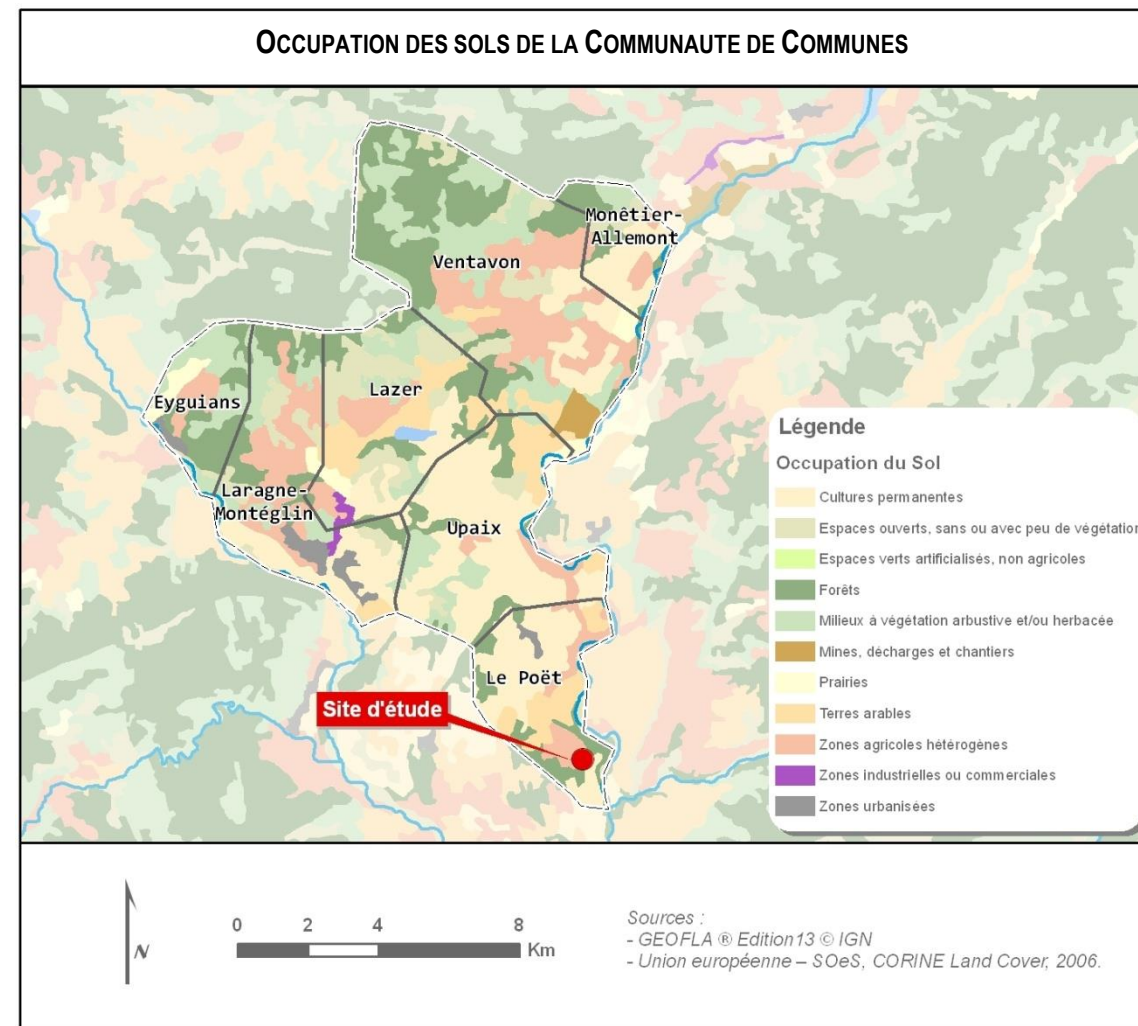 OCCUPATION DES SOLS DE LA COMMUNAUTE DE COMMUNES
Monêtier-
Allemont
Ventavon
Lazer
Eyguians
Laragne-
Montéglin
Upaix
Le Poët
Site d'étude
Légende
Occupation du Sol
Cultures permanentes
Espaces ouverts, sans ou avec peu de végétation
Espaces verts artificialisés, non agricoles
Forêts
Milieux à végétation arbustive et/ou herbacée
Mines, décharges et chantiers
Prairies
Terres arables
Zones agricoles hétérogènes
Zones industrielles ou commerciales
Zones urbanisées
N
0 2 4 8
Km
Sources :
- GEOFLA ® Edition13 © IGN
- Union européenne – SOeS, CORINE Land Cover, 2006.